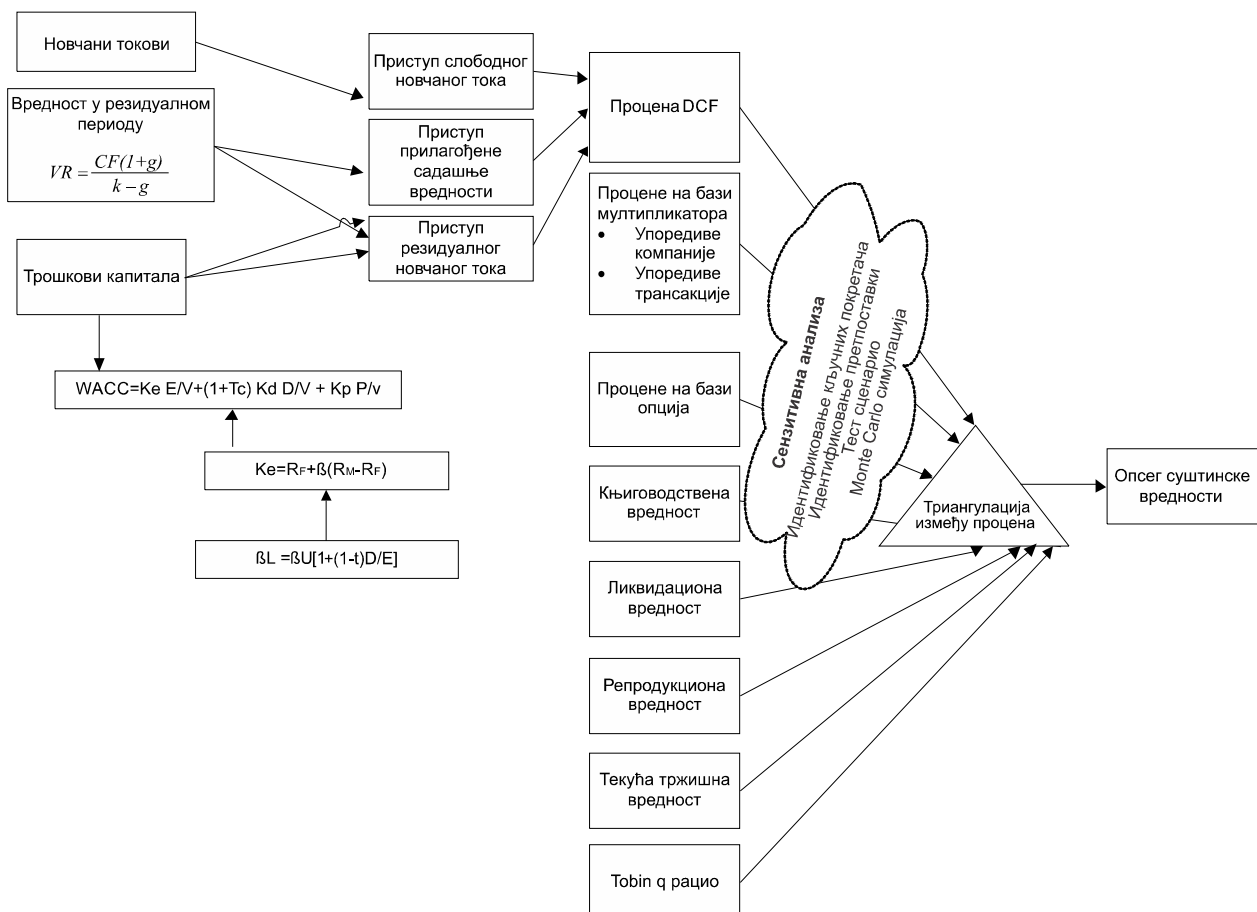 Новчани токови
Вредност у резидуалном
периоду
VR = CF(1+g) / k – g
Трошкови капитала
WACC=Ke E/V+(1+Tc) Kd D/V + Kp P/v
Ke=RF+ß(RM-RF)
ßL =ßU[1+(1-t)D/E]
Приступ слободног
новчаног тока
Приступ
прилагођене
садашње
вредности
Приступ
резидуалног
новчаног тока
Процена DCF
Процене на бази
мултипликатора
• Упоредиве
компаније
• Упоредиве
трансакције
Процене на бази
опција
Књиговодствена
вредност
Ликвидациона
вредност
Репродукциона
вредност
Текућа тржишна
вредност
Tobin q рацио
Сензитивна анализа
Идентификовање кључних покретача
Идентификовање претпоставки
Тест сценарио
Monte Carlo симулација
Триангулација
између процена
Опсег суштинске
вредности